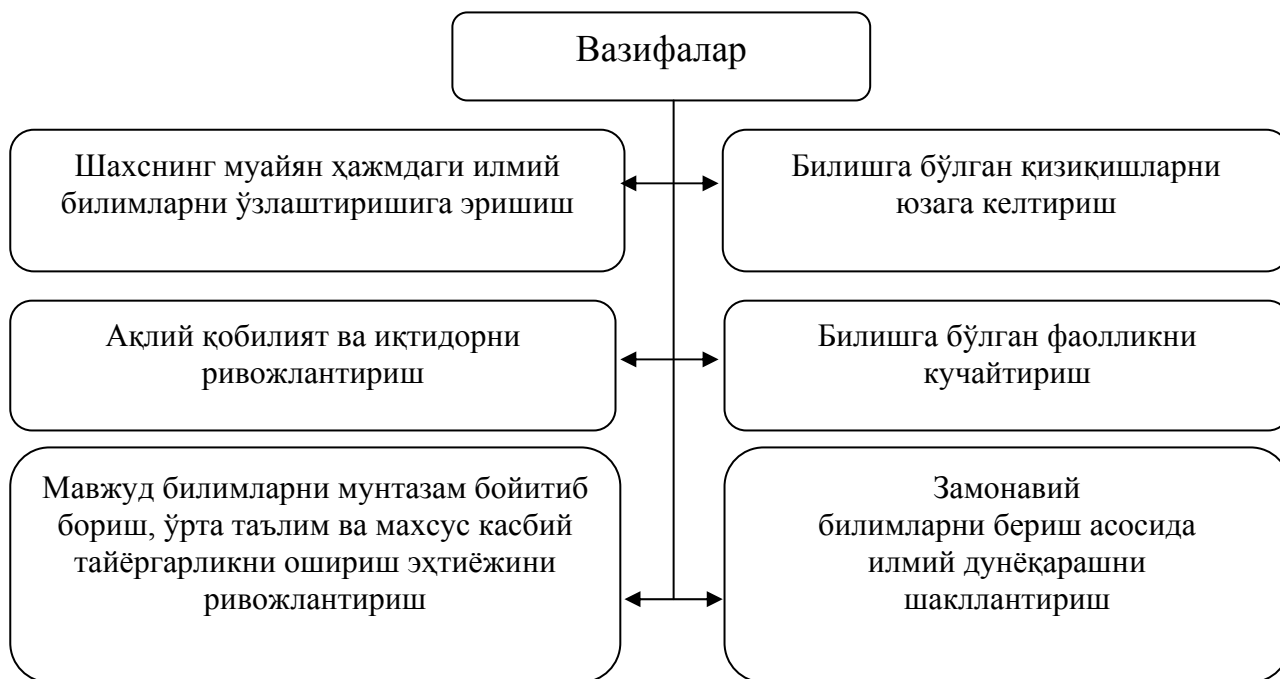 Вазифалар
Шахснинг муайян ҳажмдаги илмий
билимларни ўзлаштиришига эришиш
Билишга бўлган қизиқишларни
юзага келтириш
Ақлий қобилият ва иқтидорни
ривожлантириш
Билишга бўлган фаолликни
кучайтириш
Мавжуд билимларни мунтазам бойитиб
бориш, ўрта таълим ва махсус касбий
тайёргарликни ошириш эҳтиёжини
ривожлантириш
Замонавий
билимларни бериш асосида
илмий дунёқарашни
шакллантириш